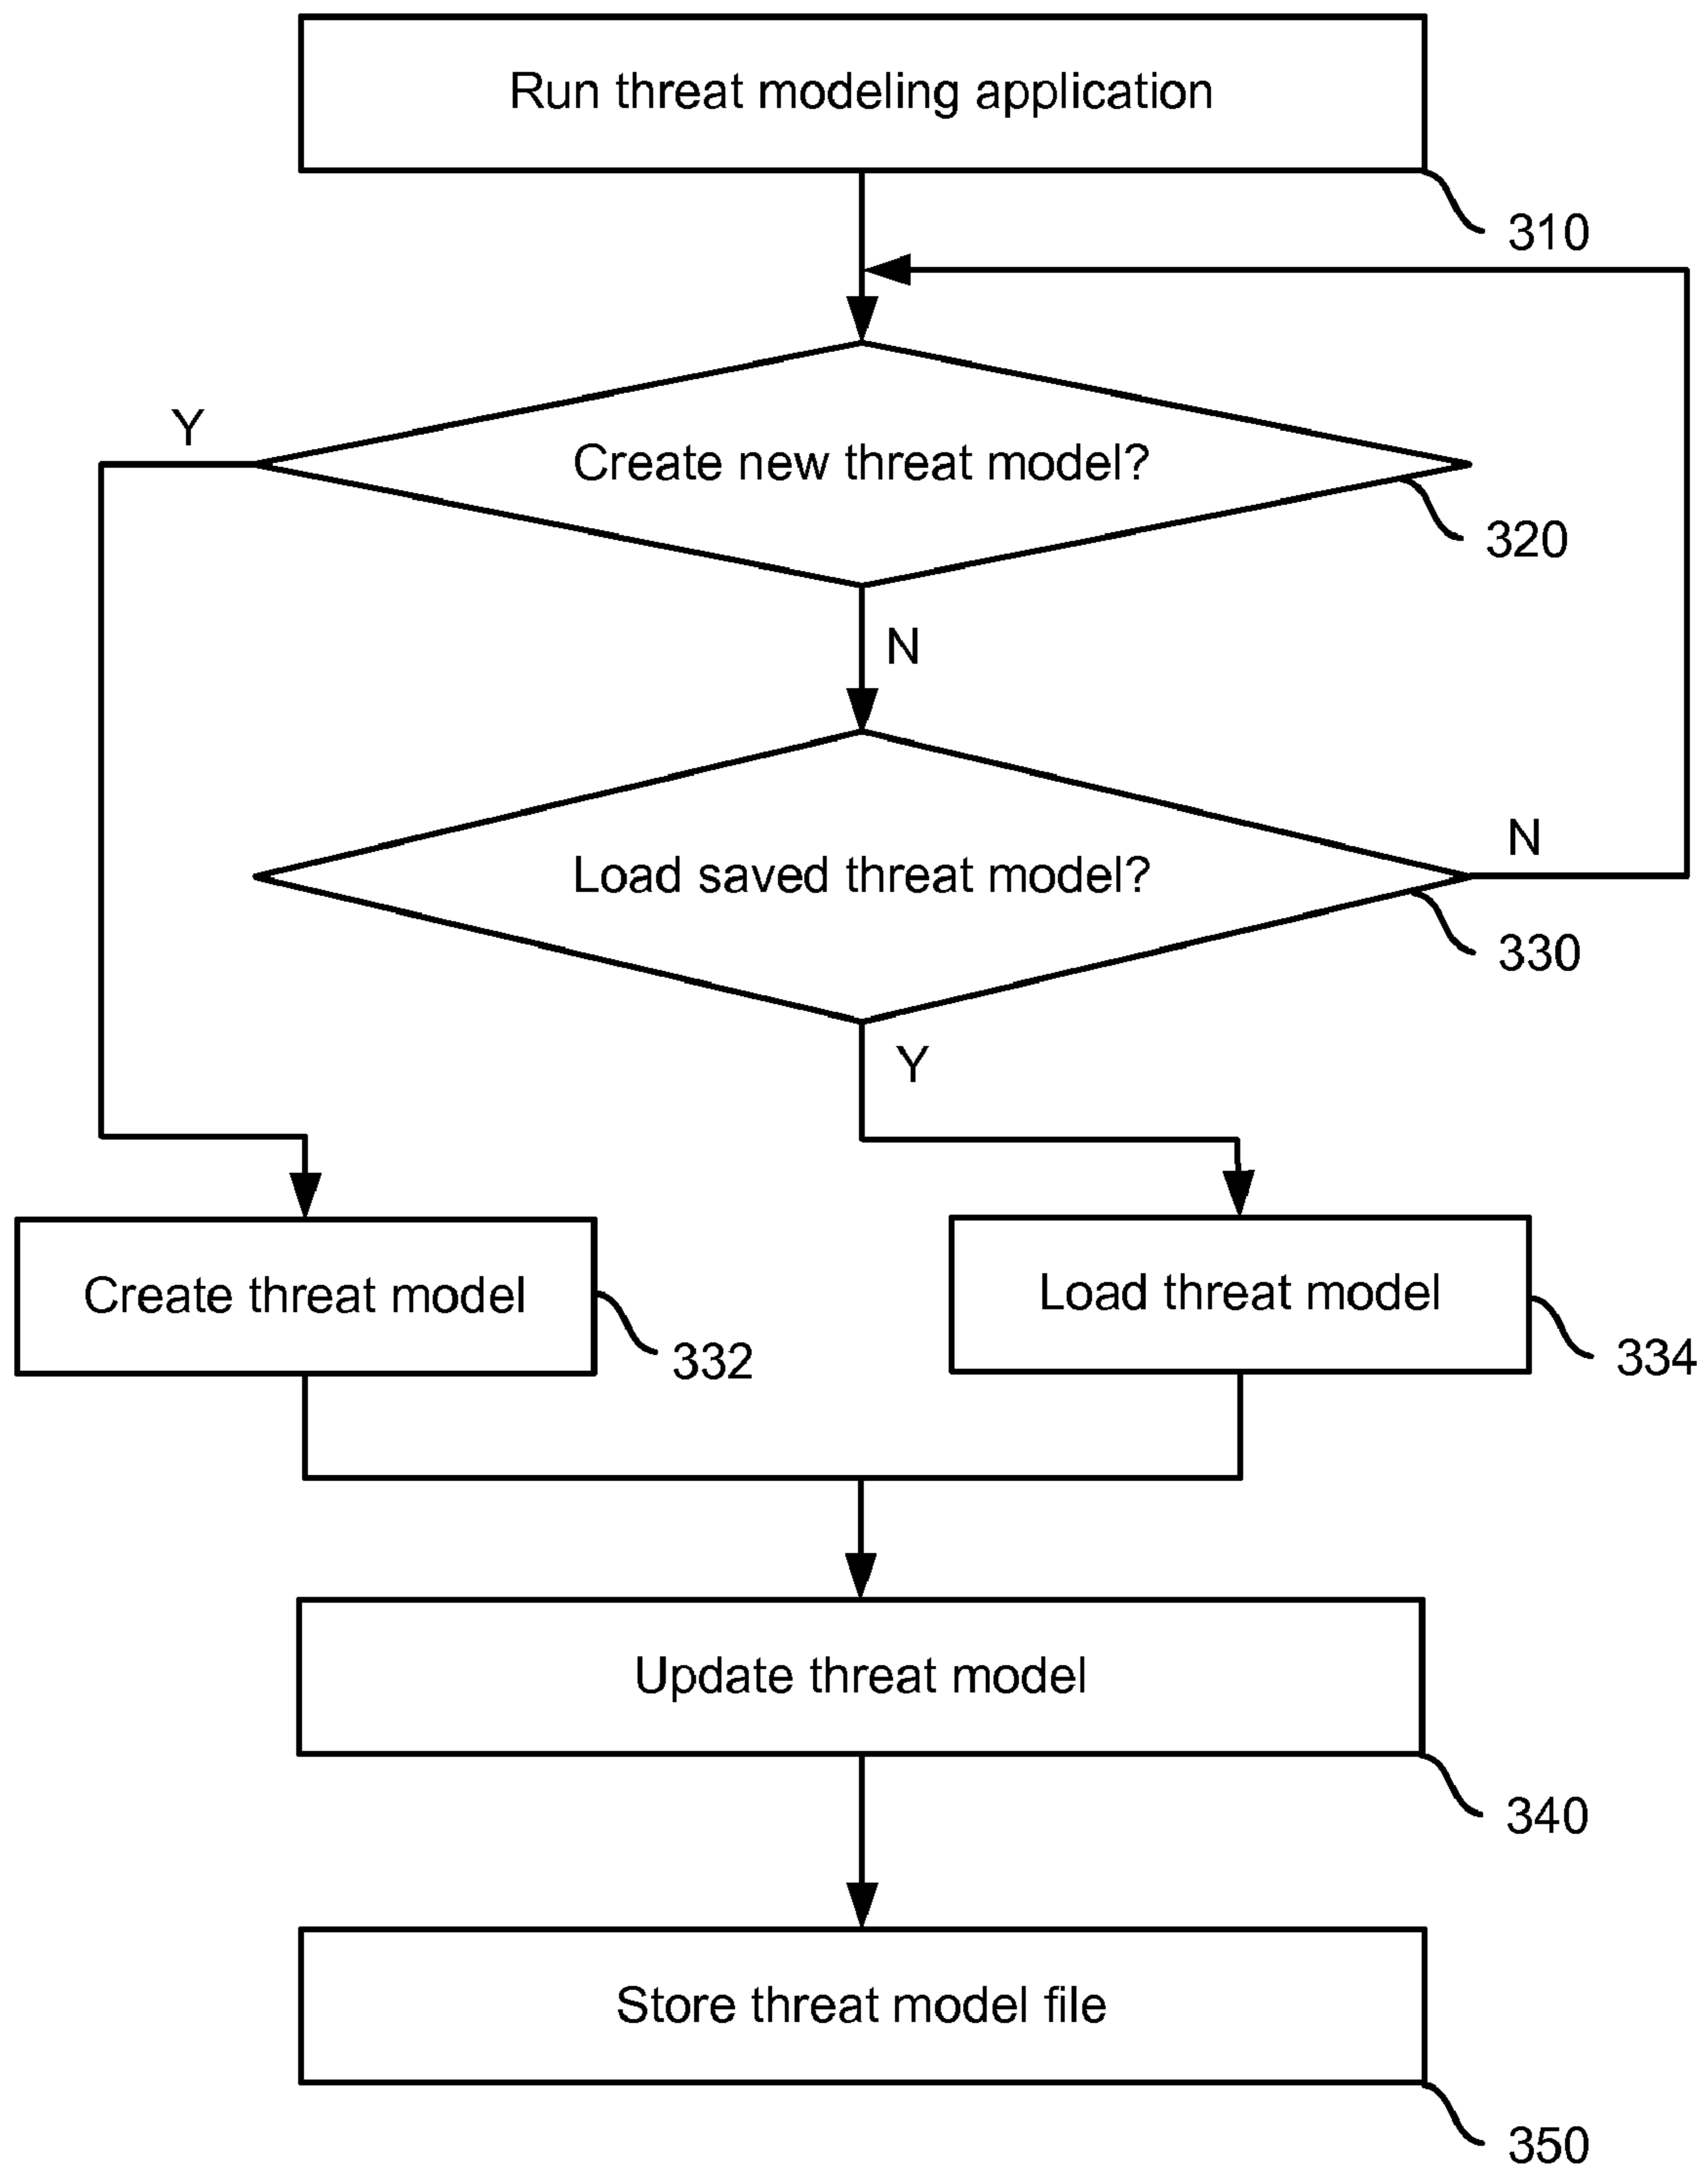 Run threat modeling application
310
Y
Create new threat model?
320
N
Load saved threat model?
N
330
Y
Create threat model
332
Load threat model
334
Update threat model
340
Store threat model file
350